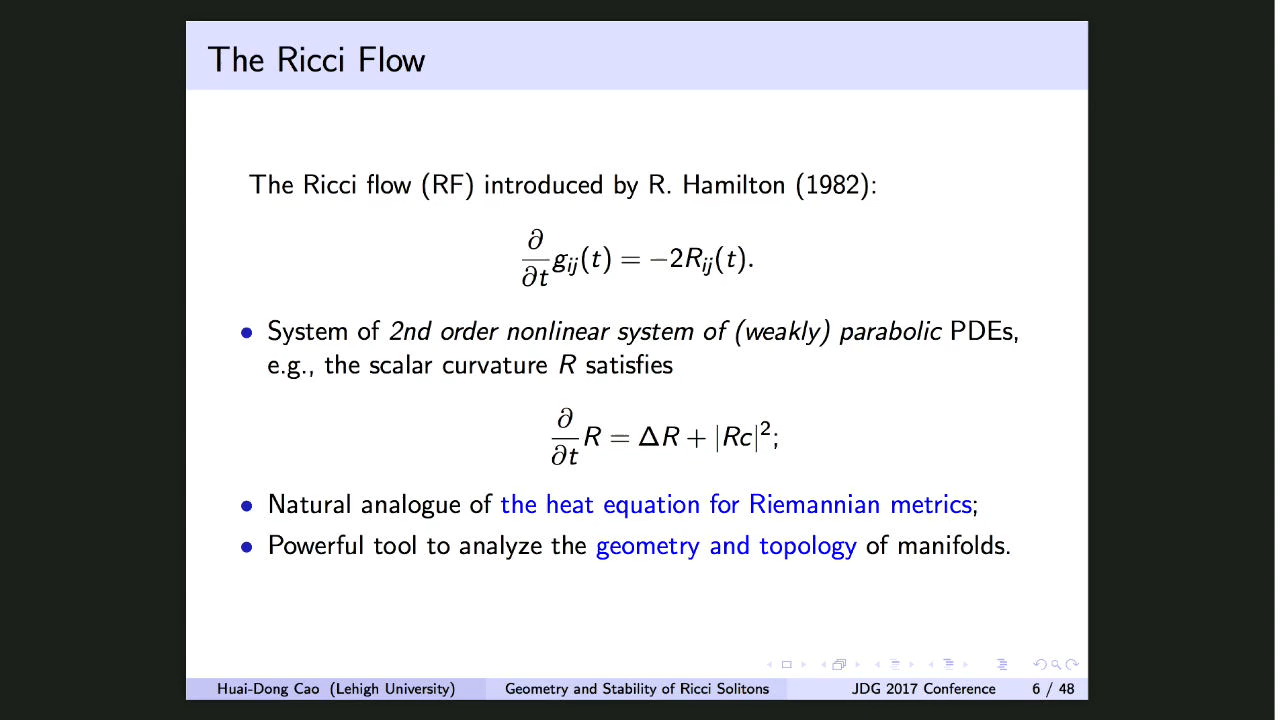 The Ricci Flow
The Ricci flow (RF) introduced by R. Hamilton (1982):
∂/∂t g_ij(t) = −2R_ij(t).
• System of 2nd order nonlinear system of (weakly) parabolic PDEs,
e.g., the scalar curvature R satisfies
∂/∂t R = ΔR + |Rc|²;
• Natural analogue of the heat equation for Riemannian metrics;
• Powerful tool to analyze the geometry and topology of manifolds.
Huai-Dong Cao (Lehigh University) Geometry and Stability of Ricci Solitons JDG 2017 Conference 6 / 48